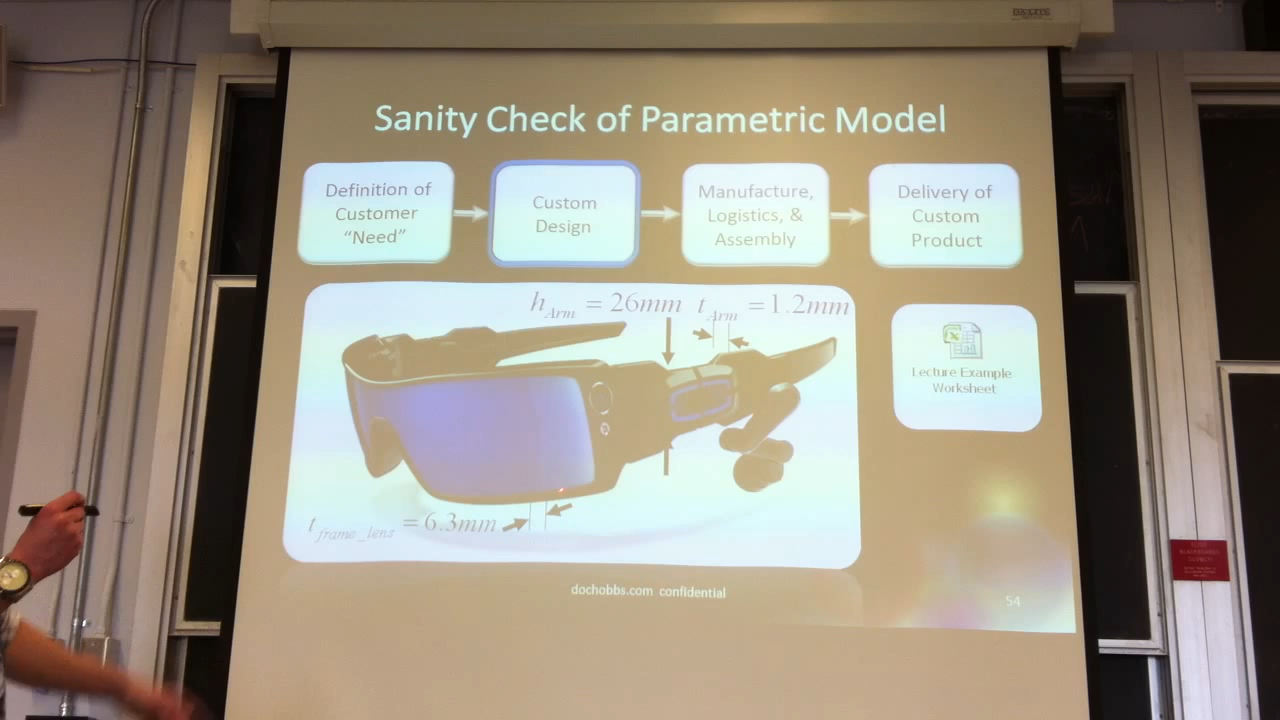 Sanity Check of Parametric Model
Definition of
Customer
“Need”
Custom
Design
Manufacture,
Logistics, &
Assembly
Delivery of
Custom
Product
h_Arm = 26mm t_Arm = 1.2mm
Lecture Example
Worksheet
t_frame_lens = 6.3mm
dochobbs.com confidential
54